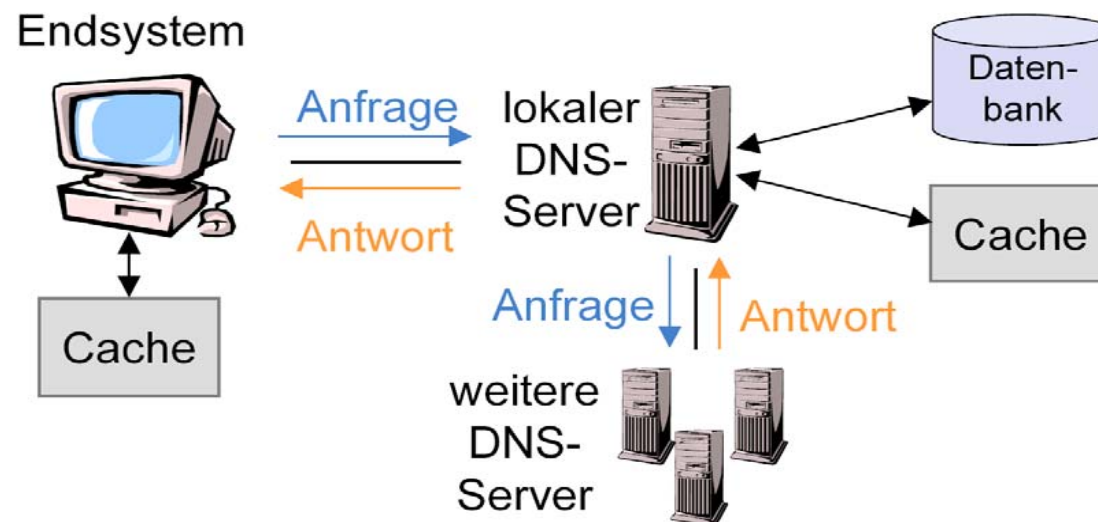 Endsystem
Anfrage
Antwort
Cache
lokaler
DNS-
Server
Daten-
bank
Cache
Anfrage
Antwort
weitere
DNS-
Server